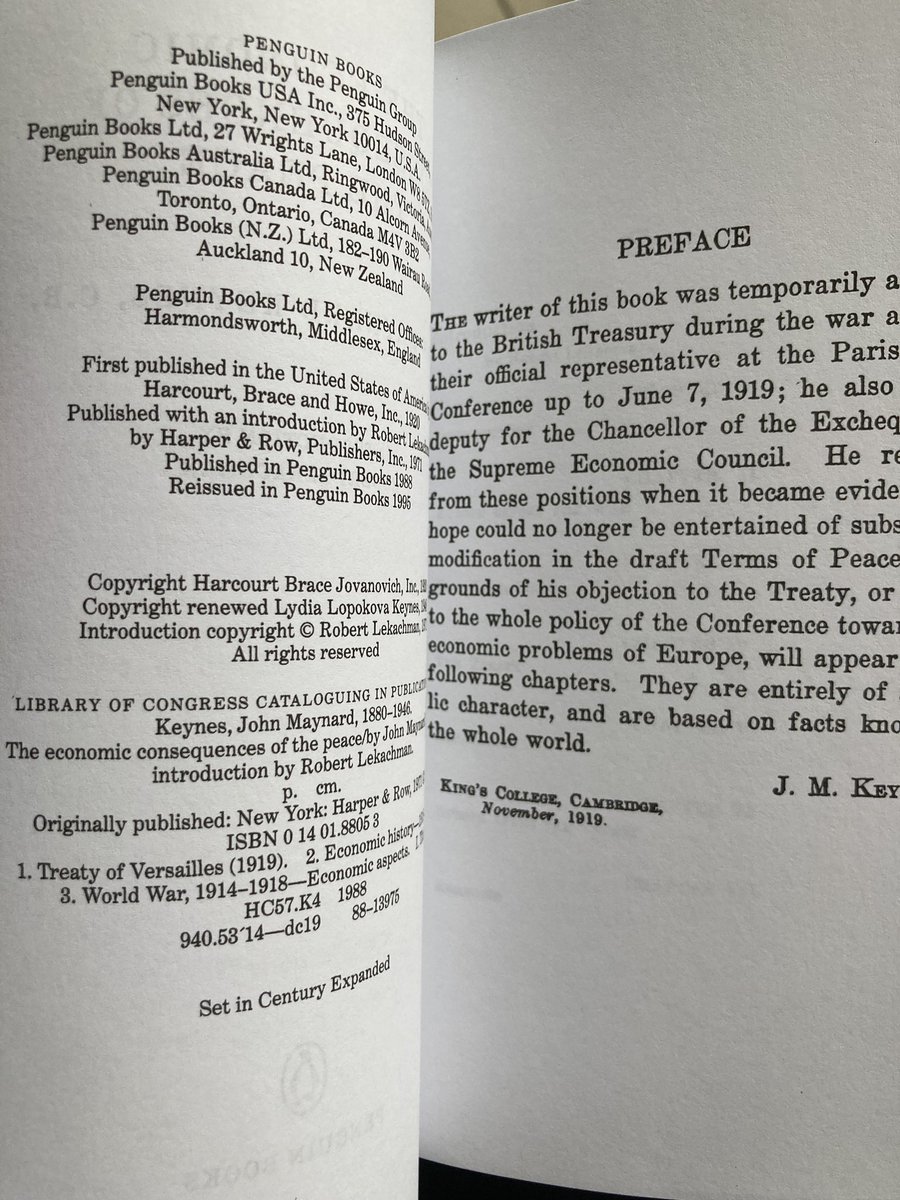 PENGUIN BOOKS
Published by the Penguin Group
Penguin Books USA Inc., 375 Hudson Street,
New York, New York 10014, U.S.A.
Penguin Books Ltd, 27 Wrights Lane, London W8
Penguin Books Australia Ltd, Ringwood, Victoria,
Penguin Books Canada Ltd, 10 Alcorn Avenue,
Toronto, Ontario, Canada M4V 3B2
Penguin Books (N.Z.) Ltd, 182–190 Wairau Road,
Auckland 10, New Zealand
Penguin Books Ltd, Registered Offices:
Harmondsworth, Middlesex, England
First published in the United States of America
Harcourt, Brace and Howe, Inc., 1920
Published with an introduction by Robert
by Harper & Row, Publishers, Inc., 1971
Published in Penguin Books 1988
Reissued in Penguin Books 1995
Copyright Harcourt Brace Jovanovich, Inc.,
Copyright renewed Lydia Lopokova Keynes,
Introduction copyright © Robert Lekachman,
All rights reserved
LIBRARY OF CONGRESS CATALOGUING IN
Keynes, John Maynard, 1880–1946.
The economic consequences of the peace/by John
introduction by Robert Lekachman.
p. cm.
Originally published: New York: Harper & Row,
ISBN 0 14 01.8805 3
1. Treaty of Versailles (1919). 2. Economic history—
3. World War, 1914–1918—Economic aspects.
HC57.K4 1988
940.53´14—dc19 88–13975
Set in Century Expanded
PENGUIN BOOKS
PREFACE
THE writer of this book was temporarily a
to the British Treasury during the war a
their official representative at the Paris
Conference up to June 7, 1919; he also
deputy for the Chancellor of the Excheq
the Supreme Economic Council. He re
from these positions when it became evide
hope could no longer be entertained of subs
modification in the draft Terms of Peace
grounds of his objection to the Treaty, or
to the whole policy of the Conference towar
economic problems of Europe, will appear
following chapters. They are entirely of
lic character, and are based on facts kno
the whole world.
J. M. KEY
KING'S COLLEGE, CAMBRIDGE,
November, 1919.